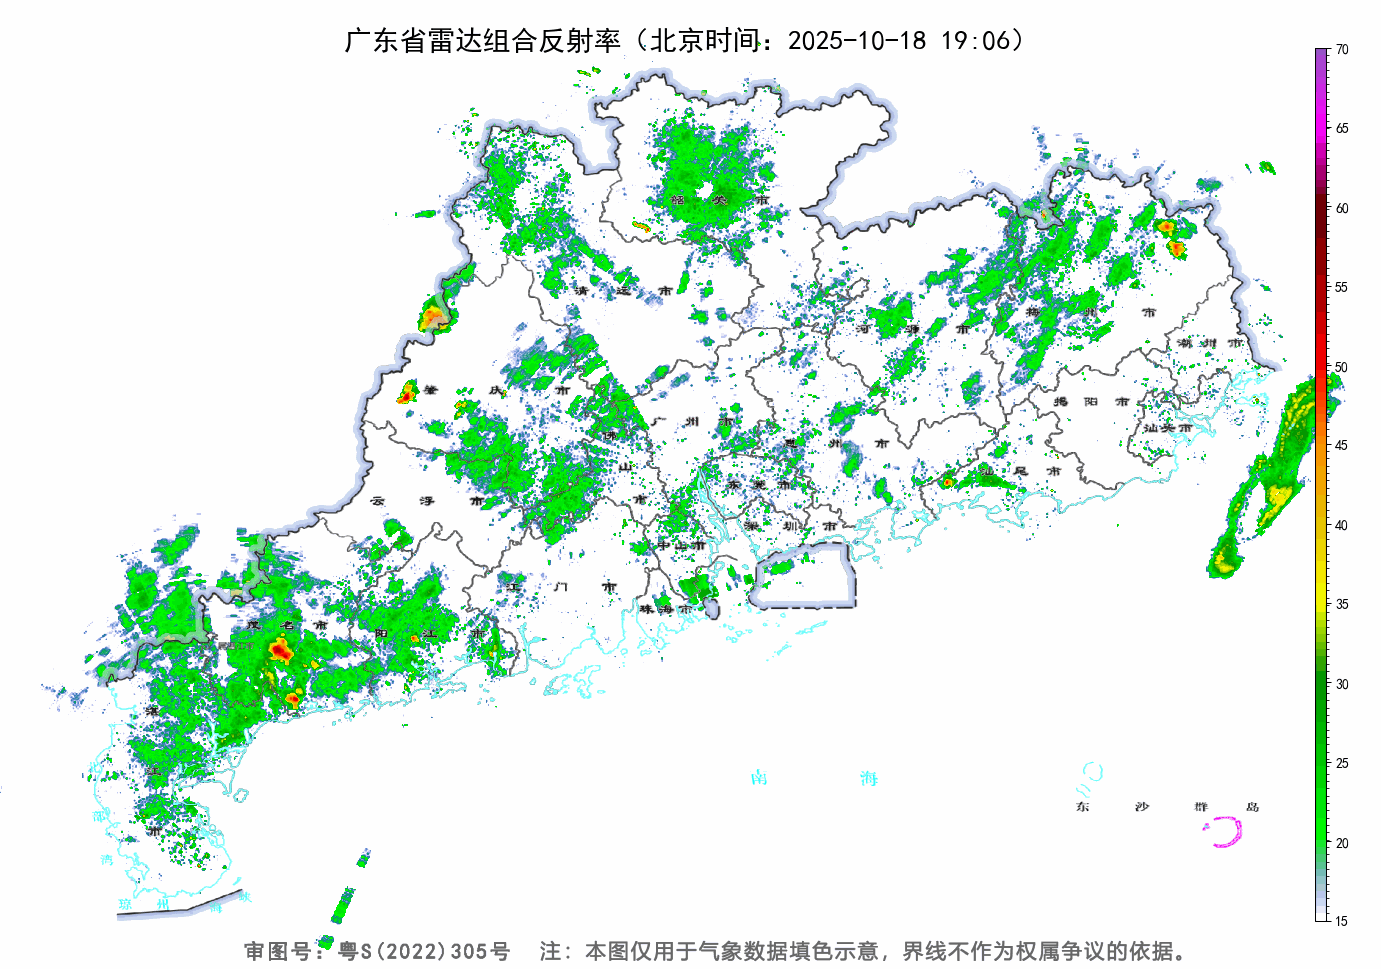 广东省雷达组合反射率（北京时间：2025-10-18 19:06）
70
65
60
55
50
45
40
35
30
25
20
15
韶关市
清远市
河源市
梅州市
潮州市
肇庆市
广州市
佛山市
惠州市
揭阳市
汕头市
汕尾市
云浮市
东莞市
深圳市
中山市
江门市
珠海市
茂名市
阳江市
湛江市
南海
东沙群岛
琼州海峡
审图号：粤S(2022)305号 注：本图仅用于气象数据填色示意，界线不作为权属争议的依据。